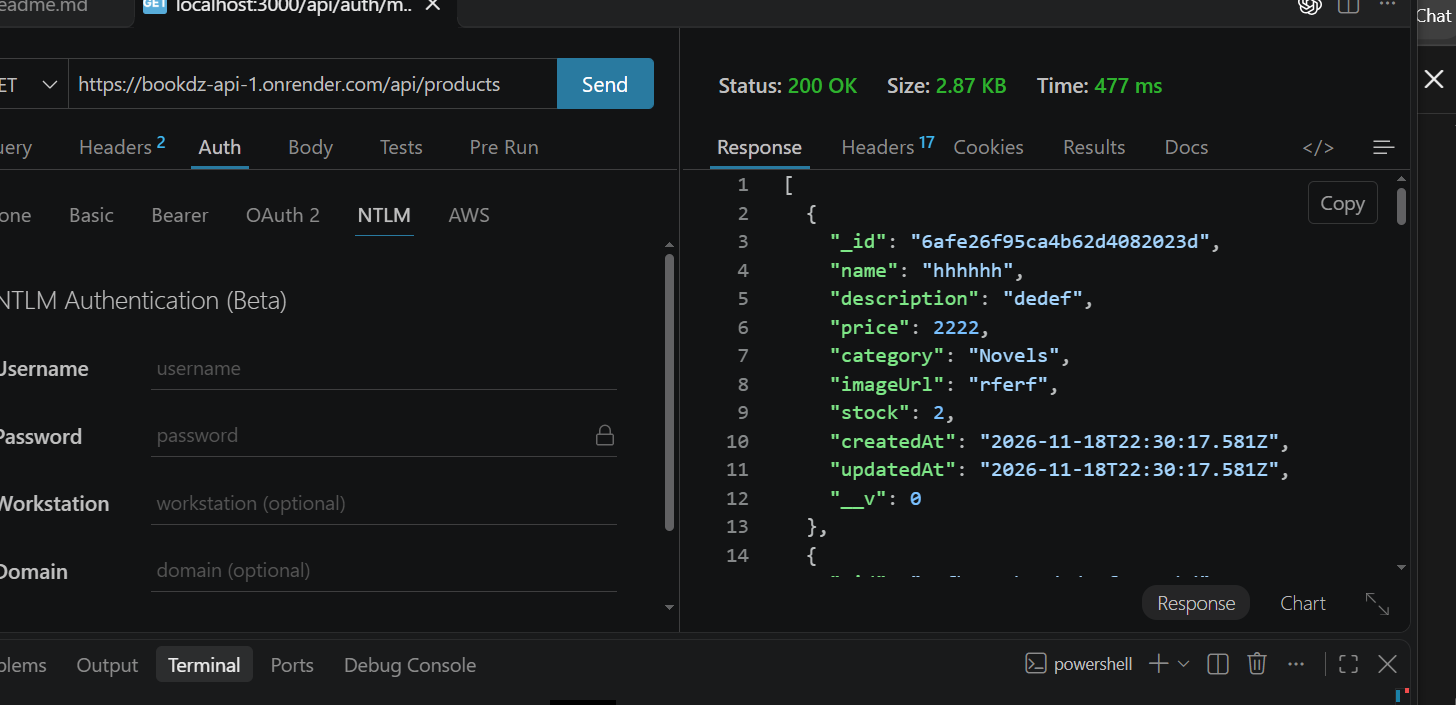 eadme.md
GET localhost:3000/api/auth/m..
Chat
ET https://bookdz-api-1.onrender.com/api/products Send
Status: 200 OK Size: 2.87 KB Time: 477 ms
uery Headers 2 Auth Body Tests Pre Run
Response Headers 17 Cookies Results Docs </>
one Basic Bearer OAuth 2 NTLM AWS
NTLM Authentication (Beta)
Username username
Password password
Workstation workstation (optional)
Domain domain (optional)
Copy
1 [
2 {
3 "_id": "6afe26f95ca4b62d4082023d",
4 "name": "hhhhhh",
5 "description": "dedef",
6 "price": 2222,
7 "category": "Novels",
8 "imageUrl": "rferf",
9 "stock": 2,
10 "createdAt": "2026-11-18T22:30:17.581Z",
11 "updatedAt": "2026-11-18T22:30:17.581Z",
12 "__v": 0
13 },
14 {
Response Chart
blems Output Terminal Ports Debug Console
powershell